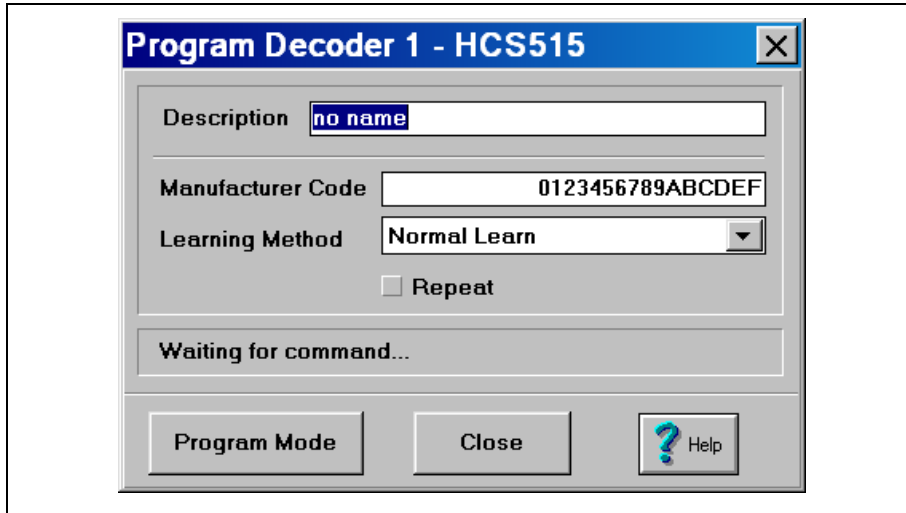 Program Decoder 1 - HCS515
Description no name
Manufacturer Code 0123456789ABCDEF
Learning Method Normal Learn
Repeat
Waiting for command...
Program Mode Close ? Help